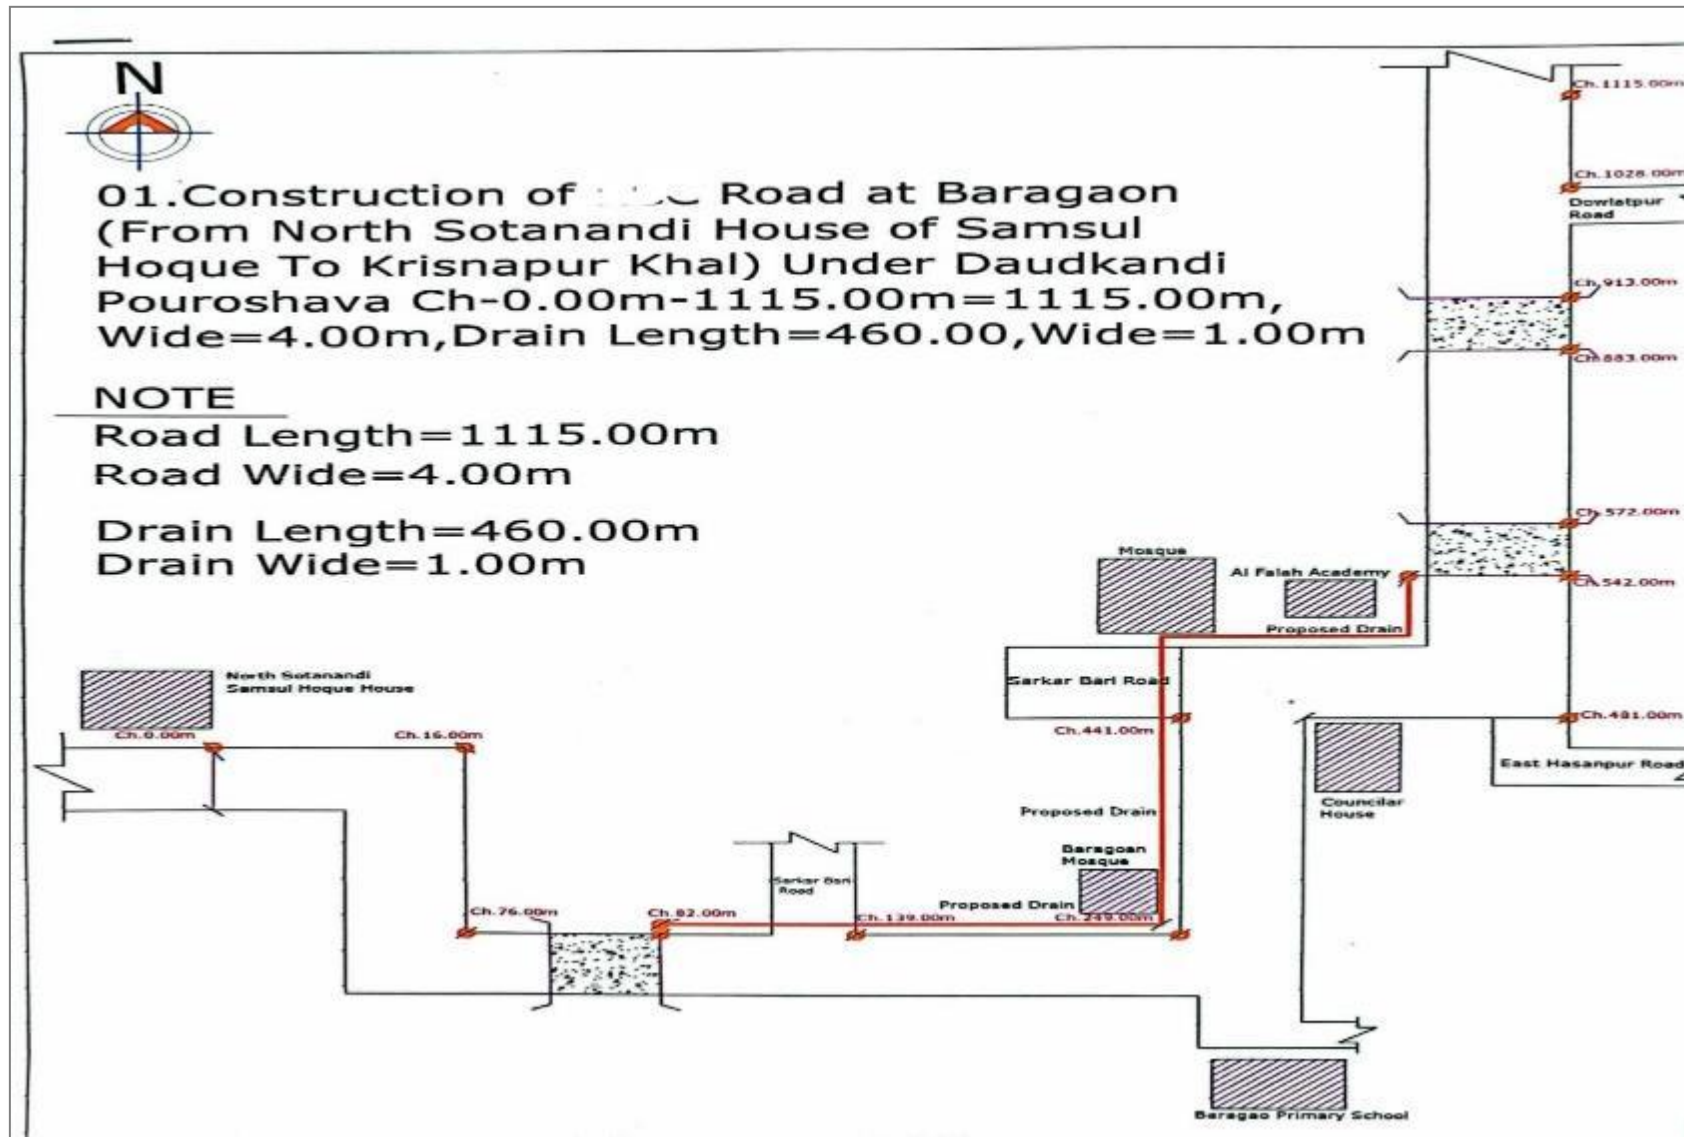 N
01.Construction of Road at Baragaon
(From North Sotanandi House of Samsul
Hoque To Krisnapur Khal) Under Daudkandi
Pouroshava Ch-0.00m-1115.00m=1115.00m,
Wide=4.00m,Drain Length=460.00,Wide=1.00m
NOTE
Road Length=1115.00m
Road Wide=4.00m
Drain Length=460.00m
Drain Wide=1.00m
Ch.1115.00m
Ch.1028.00m
Dowlatpur
Road
Ch.913.00m
Ch.883.00m
Ch.572.00m
Ch.542.00m
Mosque
Al Falah Academy
Proposed Drain
Sarkar Bari Road
Ch.441.00m
Ch.481.00m
East Hasanpur Road
Councilar
House
North Sotanandi
Samsul Hoque House
Ch.0.00m
Ch.16.00m
Proposed Drain
Baragoan
Mosque
Sarkar Bari
Road
Proposed Drain
Ch.76.00m
Ch.82.00m
Ch.139.00m
Ch.249.00m
Baragao Primary School